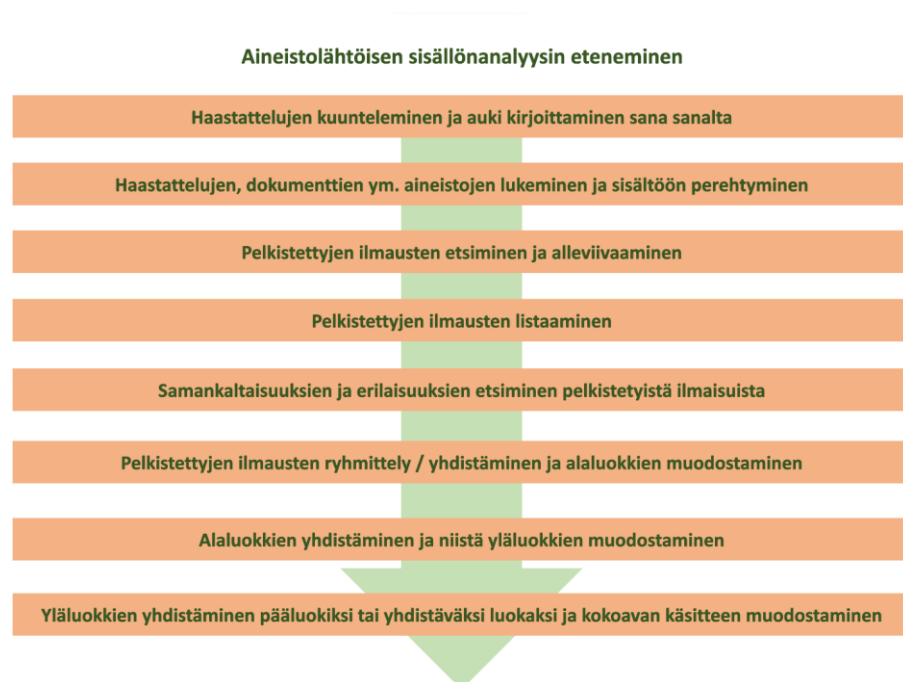 Aineistolähtöisen sisällönanalyysin eteneminen
Haastattelujen kuunteleminen ja auki kirjoittaminen sana sanalta
Haastattelujen, dokumenttien ym. aineistojen lukeminen ja sisältöön perehtyminen
Pelkistettyjen ilmausten etsiminen ja alleviivaaminen
Pelkistettyjen ilmausten listaaminen
Samankaltaisuuksien ja erilaisuuksien etsiminen pelkistetyistä ilmaisuista
Pelkistettyjen ilmausten ryhmittely / yhdistäminen ja alaluokkien muodostaminen
Alaluokkien yhdistäminen ja niistä yläluokkien muodostaminen
Yläluokkien yhdistäminen pääluokiksi tai yhdistäväksi luokaksi ja kokoavan käsitteen muodostaminen